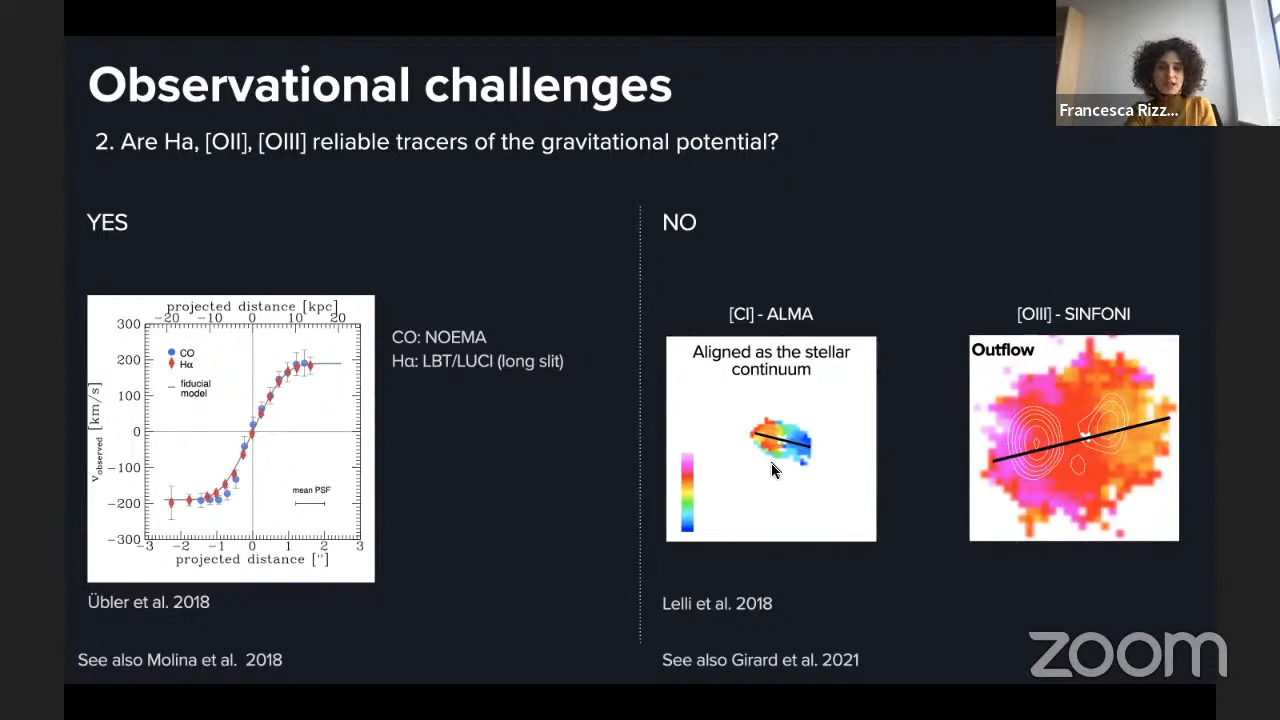 Observational challenges
Francesca Rizz...
2. Are Ha, [OII], [OIII] reliable tracers of the gravitational potential?
YES
projected distance [kpc]
−20 −10 0 10 20
300
200
100
0
−100
−200
−300
CO
Hα
fiducial
model
mean PSF
v observed [km/s]
−3 −2 −1 0 1 2 3
projected distance ["]
CO: NOEMA
Hα: LBT/LUCI (long slit)
Übler et al. 2018
See also Molina et al. 2018
NO
[CI] - ALMA
Aligned as the stellar
continuum
[OIII] - SINFONI
Outflow
Lelli et al. 2018
See also Girard et al. 2021
zoom